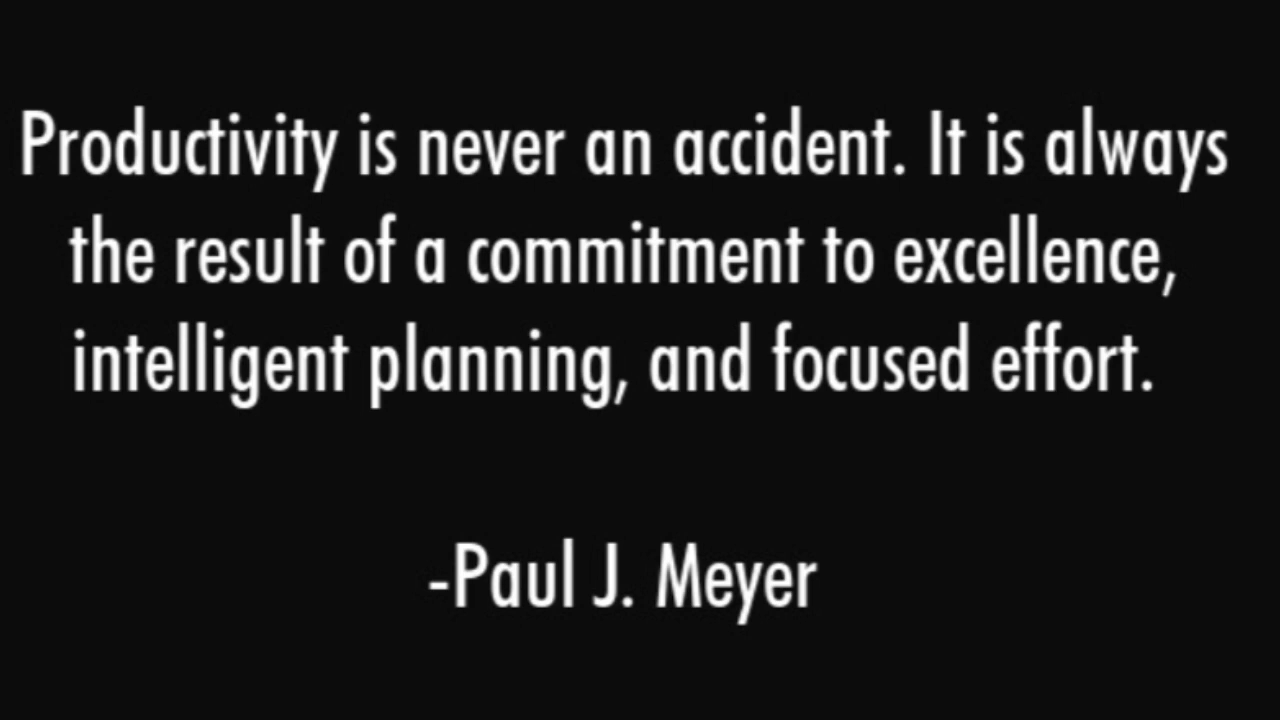 Productivity is never an accident. It is always
the result of a commitment to excellence,
intelligent planning, and focused effort.
-Paul J. Meyer